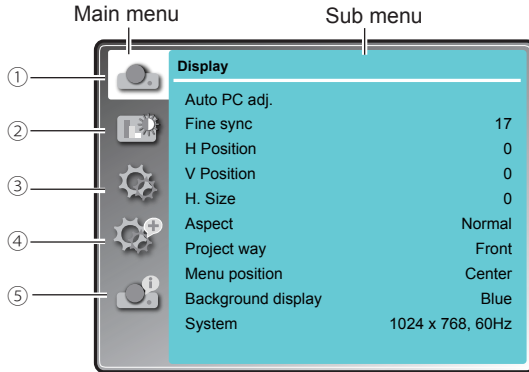 Main menu Sub menu
①
②
③
④
⑤
Display
Auto PC adj.
Fine sync 17
H Position 0
V Position 0
H. Size 0
Aspect Normal
Project way Front
Menu position Center
Background display Blue
System 1024 x 768, 60Hz